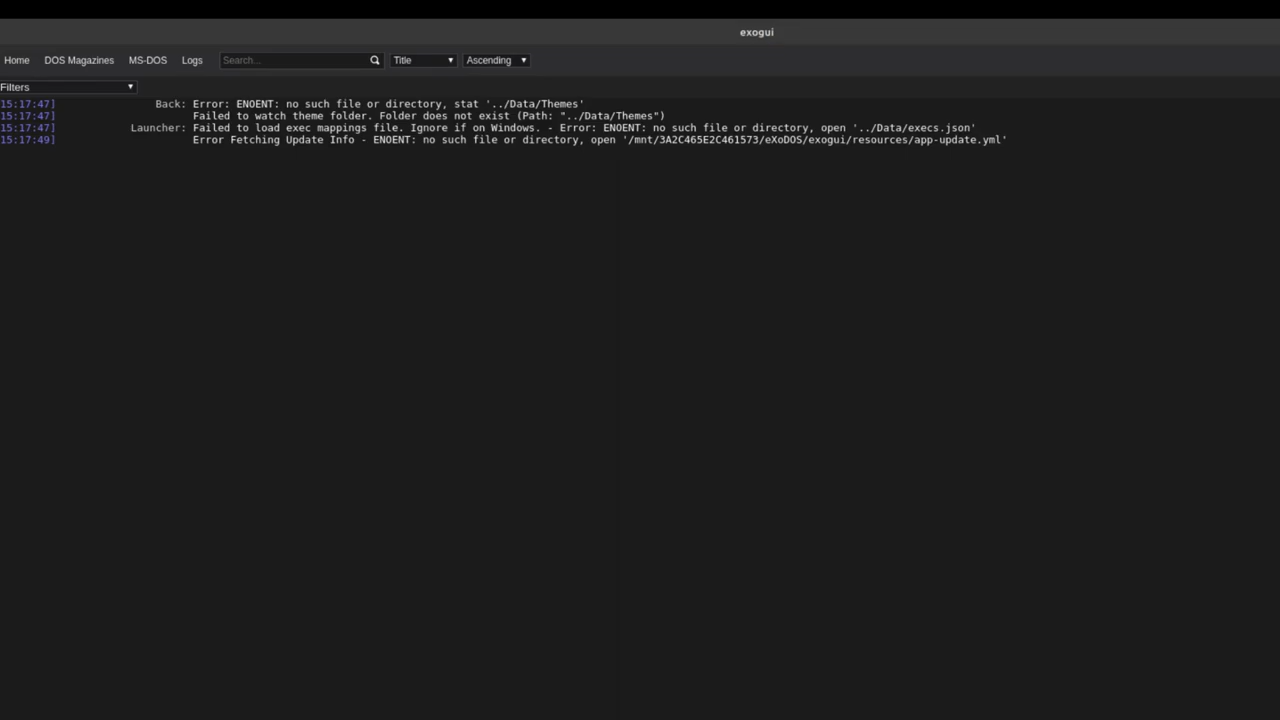 exogui
Home DOS Magazines MS-DOS Logs Search... Title Ascending
Filters
15:17:47] Back: Error: ENOENT: no such file or directory, stat '../Data/Themes'
15:17:47] Failed to watch theme folder. Folder does not exist (Path: "../Data/Themes")
15:17:47] Launcher: Failed to load exec mappings file. Ignore if on Windows. - Error: ENOENT: no such file or directory, open '../Data/execs.json'
15:17:49] Error Fetching Update Info - ENOENT: no such file or directory, open '/mnt/3A2C465E2C461573/eXoDOS/exogui/resources/app-update.yml'